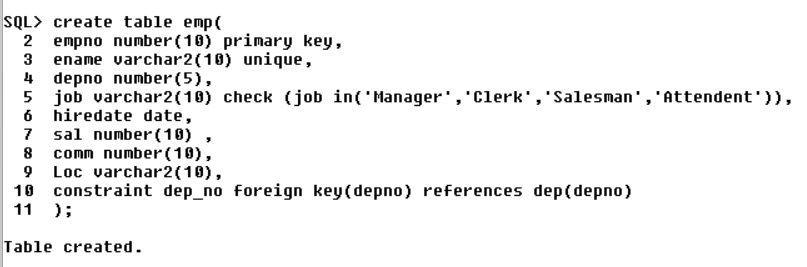 SQL> create table emp(
  2  empno number(10) primary key,
  3  ename varchar2(10) unique,
  4  depno number(5),
  5  job varchar2(10) check (job in('Manager','Clerk','Salesman','Attendent')),
  6  hiredate date,
  7  sal number(10) ,
  8  comm number(10),
  9  Loc varchar2(10),
 10  constraint dep_no foreign key(depno) references dep(depno)
 11  );
Table created.